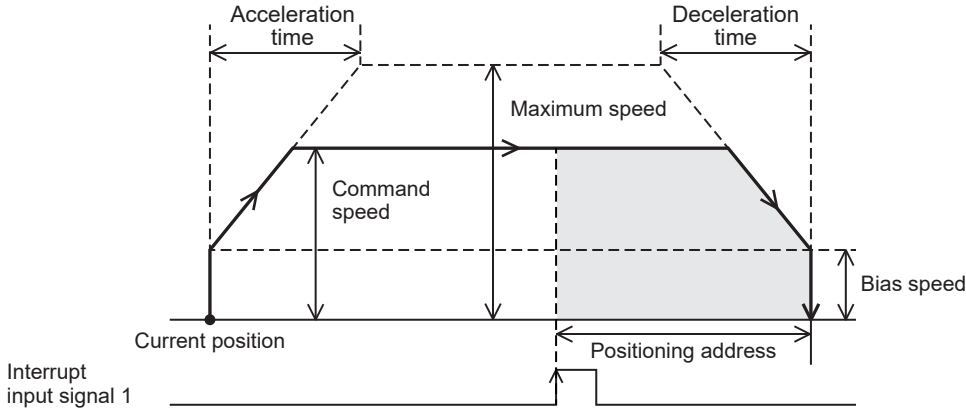 Acceleration
time
Deceleration
time
Maximum speed
Command
speed
Bias speed
Current position
Positioning address
Interrupt
input signal 1